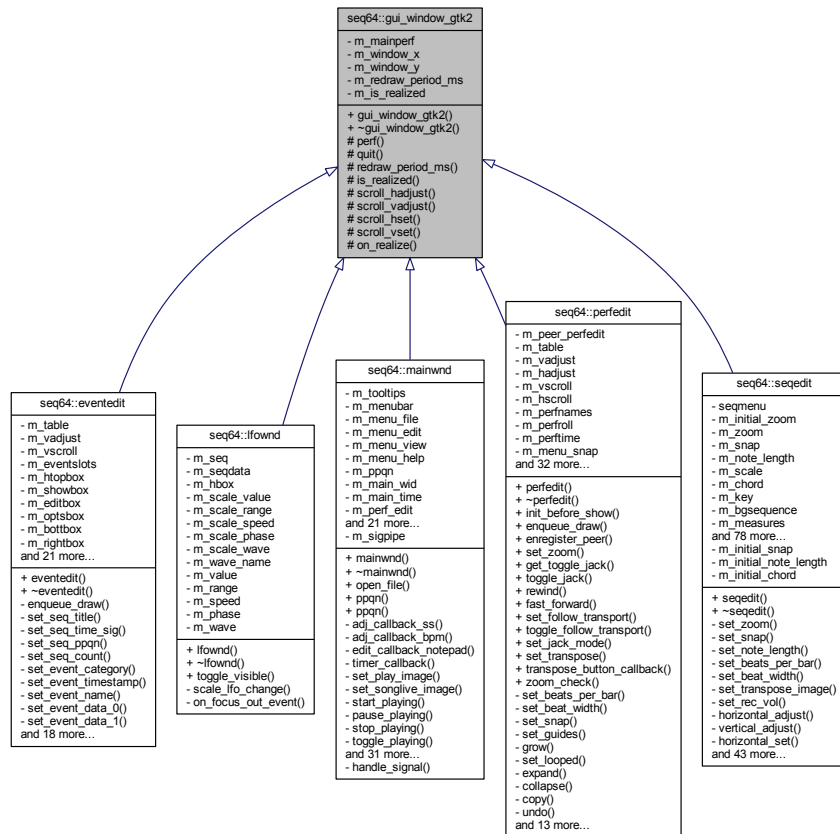 seq64::gui_window_gtk2
- m_mainperf
- m_window_x
- m_window_y
- m_redraw_period_ms
- m_is_realized
+ gui_window_gtk2()
+ ~gui_window_gtk2()
# perf()
# quit()
# redraw_period_ms()
# is_realized()
# scroll_hadjust()
# scroll_vadjust()
# scroll_hset()
# scroll_vset()
# on_realize()
seq64::eventedit
- m_table
- m_vadjust
- m_vscroll
- m_eventslots
- m_htopbox
- m_showbox
- m_editbox
- m_optsbox
- m_bottbox
- m_rightbox
and 21 more...
+ eventedit()
+ ~eventedit()
- enqueue_draw()
- set_seq_title()
- set_seq_time_sig()
- set_seq_ppqn()
- set_seq_count()
- set_event_category()
- set_event_timestamp()
- set_event_name()
- set_event_data_0()
- set_event_data_1()
and 18 more...
seq64::lfownd
- m_seq
- m_seqdata
- m_hbox
- m_scale_value
- m_scale_range
- m_scale_speed
- m_scale_phase
- m_scale_wave
- m_wave_name
- m_value
- m_range
- m_speed
- m_phase
- m_wave
+ lfownd()
+ ~lfownd()
+ toggle_visible()
- scale_lfo_change()
- on_focus_out_event()
seq64::mainwnd
- m_tooltips
- m_menubar
- m_menu_file
- m_menu_edit
- m_menu_view
- m_menu_help
- m_ppqn
- m_main_wid
- m_main_time
- m_perf_edit
and 21 more...
- m_sigpipe
+ mainwnd()
+ ~mainwnd()
+ open_file()
+ ppqn()
+ ppqn()
- adj_callback_ss()
- adj_callback_bpm()
- edit_callback_notepad()
- timer_callback()
- set_play_image()
- set_songlive_image()
- start_playing()
- pause_playing()
- stop_playing()
- toggle_playing()
and 31 more...
- handle_signal()
seq64::perfedit
- m_peer_perfedit
- m_table
- m_vadjust
- m_hadjust
- m_vscroll
- m_hscroll
- m_perfnames
- m_perfroll
- m_perftime
- m_menu_snap
and 32 more...
+ perfedit()
+ ~perfedit()
+ init_before_show()
+ enqueue_draw()
+ enregister_peer()
+ set_zoom()
+ get_toggle_jack()
+ toggle_jack()
+ rewind()
+ fast_forward()
+ set_follow_transport()
+ toggle_follow_transport()
+ set_jack_mode()
+ set_transpose()
+ transpose_button_callback()
+ zoom_check()
- set_beats_per_bar()
- set_beat_width()
- set_snap()
- set_guides()
- grow()
- set_looped()
- expand()
- collapse()
- copy()
- undo()
and 13 more...
seq64::seqedit
- seqmenu
- m_initial_zoom
- m_zoom
- m_snap
- m_note_length
- m_scale
- m_chord
- m_key
- m_bgsequence
- m_measures
and 78 more...
- m_initial_snap
- m_initial_note_length
- m_initial_chord
+ seqedit()
+ ~seqedit()
- set_zoom()
- set_snap()
- set_note_length()
- set_beats_per_bar()
- set_beat_width()
- set_transpose_image()
- set_rec_vol()
- horizontal_adjust()
- vertical_adjust()
- horizontal_set()
and 43 more...